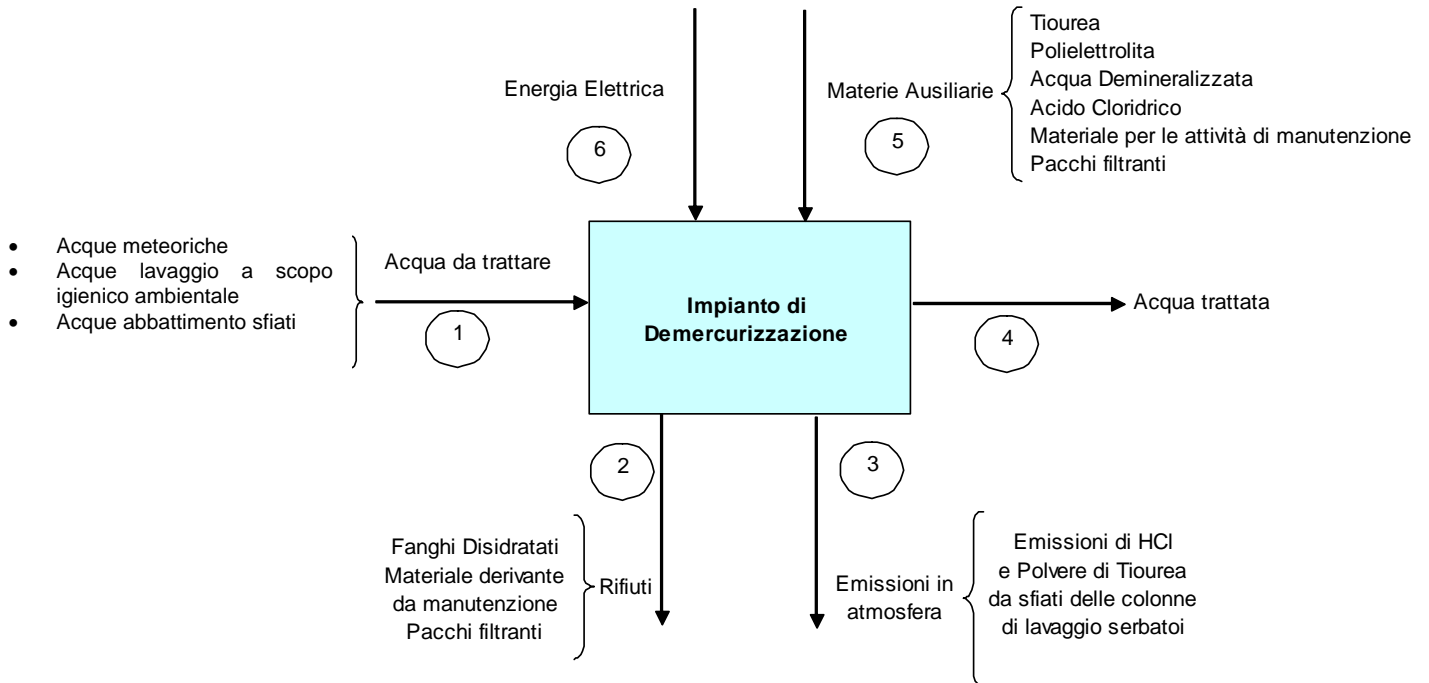 Energia Elettrica
6
Materie Ausiliarie
5
Tiourea
Polielettrolita
Acqua Demineralizzata
Acido Cloridrico
Materiale per le attività di manutenzione
Pacchi filtranti
• Acque meteoriche
• Acque lavaggio a scopo
igienico ambientale
• Acque abbattimento sfiati
Acqua da trattare
1
Impianto di
Demercurizzazione
4
Acqua trattata
2
Fanghi Disidratati
Materiale derivante
da manutenzione
Pacchi filtranti
Rifiuti
3
Emissioni in
atmosfera
Emissioni di HCl
e Polvere di Tiourea
da sfiati delle colonne
di lavaggio serbatoi